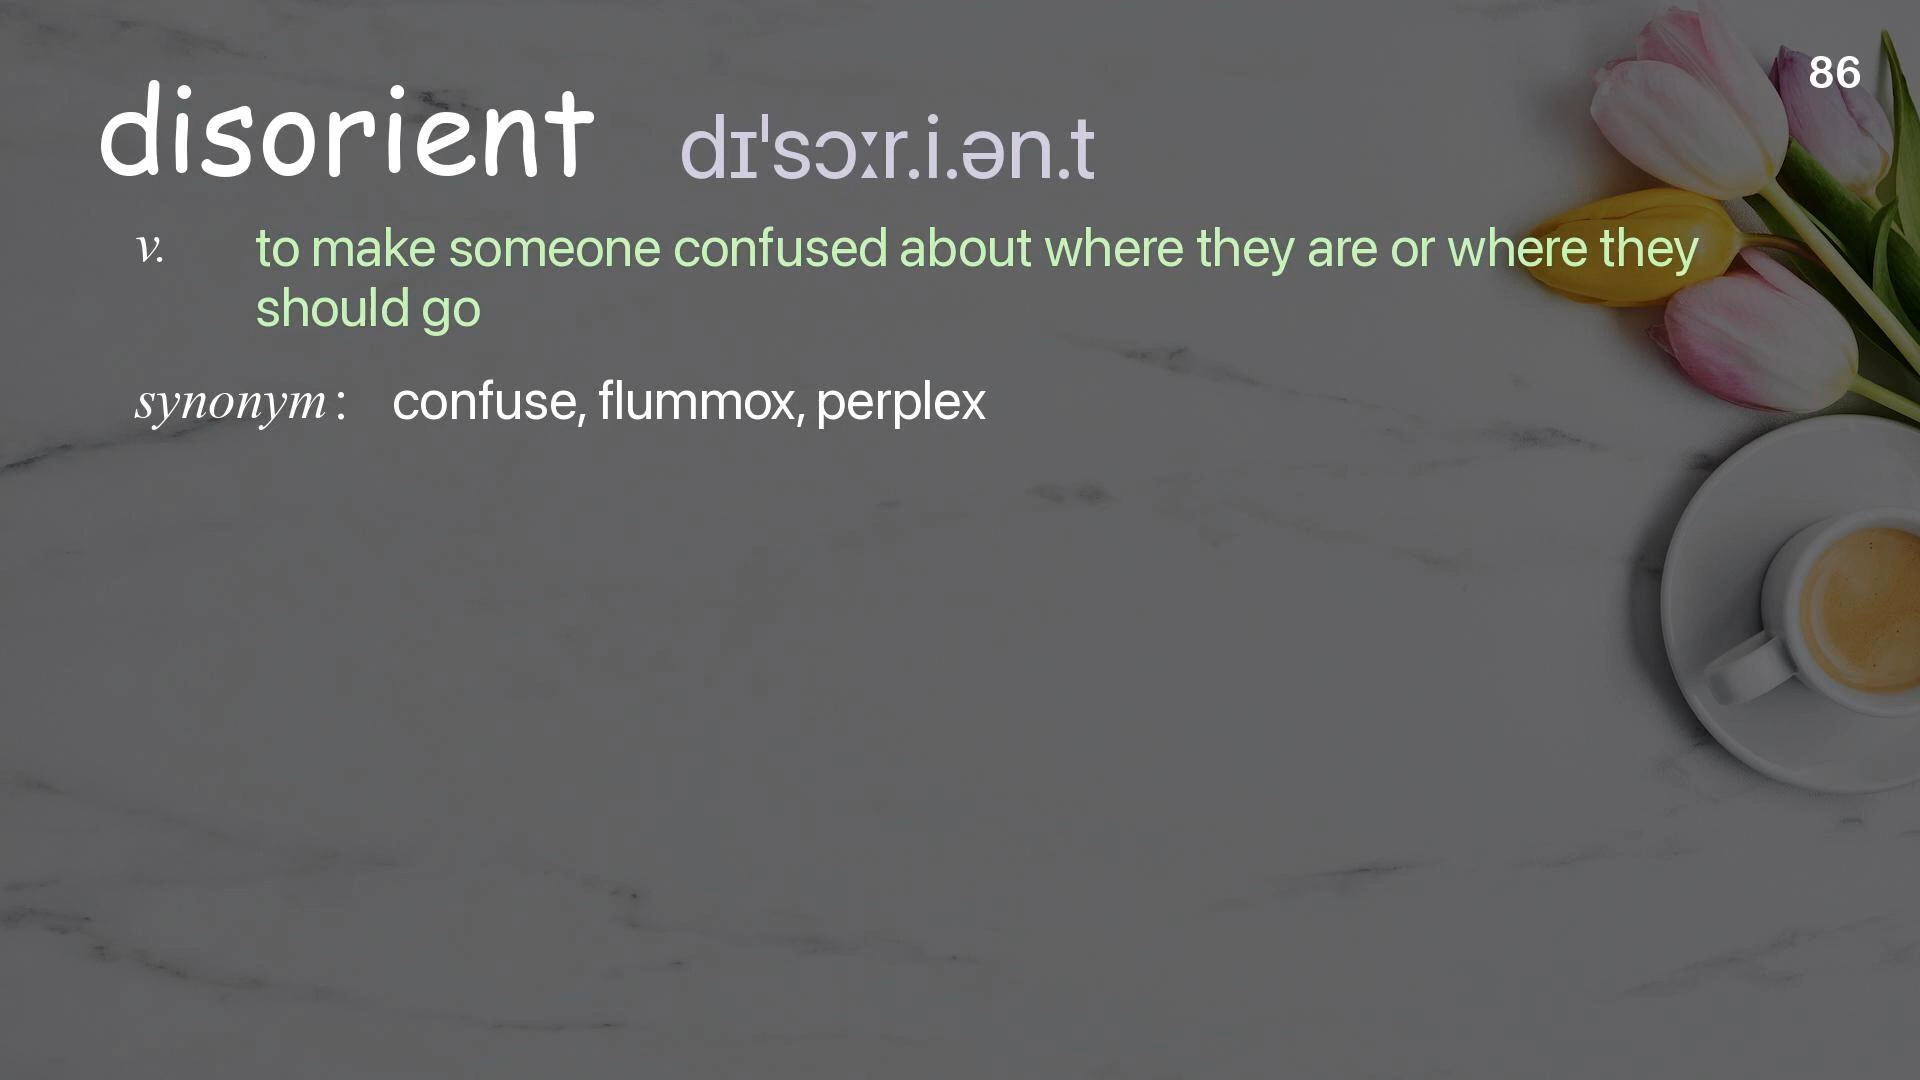 86
disorient dɪˈsɔːr.i.ən.t
v. to make someone confused about where they are or where they
should go
synonym: confuse, flummox, perplex